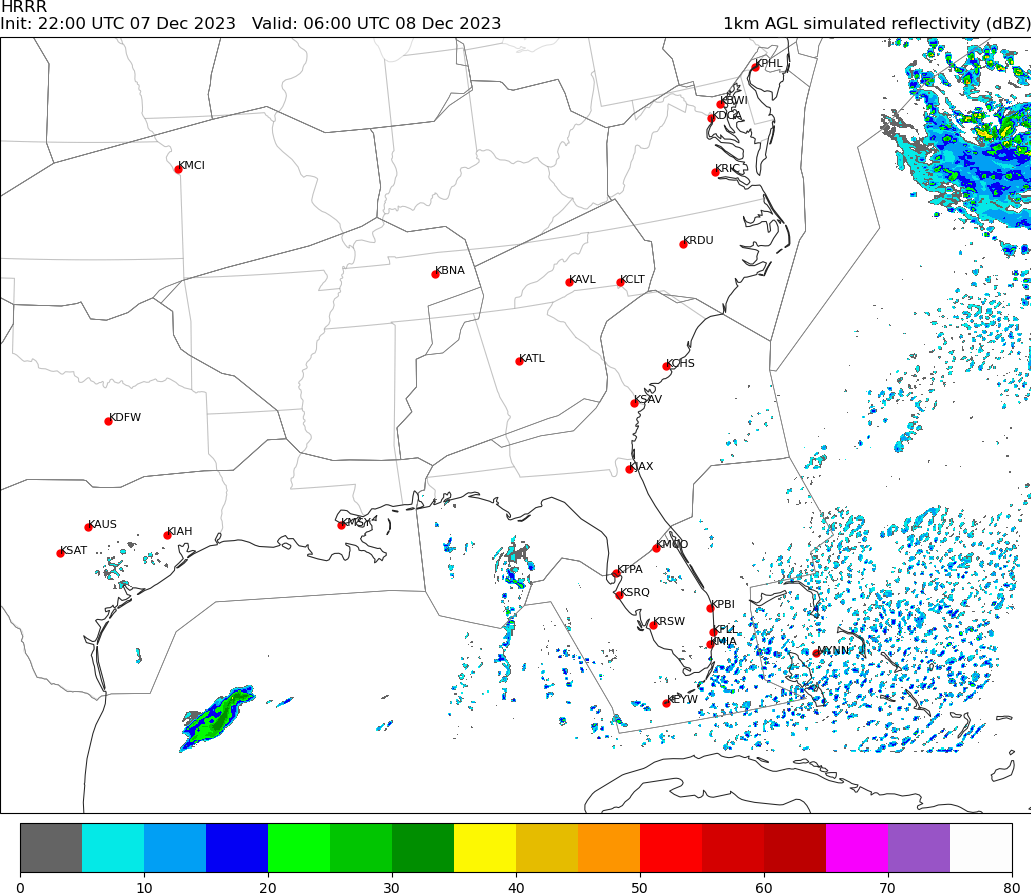 HRRR
Init: 22:00 UTC 07 Dec 2023   Valid: 06:00 UTC 08 Dec 2023   1km AGL simulated reflectivity (dBZ)
KPHL
KBWI
KDCA
KMCI
KRIC
KRDU
KBNA
KAVL
KCLT
KATL
KCHS
KSAV
KDFW
KJAX
KAUS
KMSY
KIAH
KMCO
KSAT
KTPA
KSRQ
KPBI
KRSW
KFLL
KMIA
MYNN
KEYW
0 10 20 30 40 50 60 70 80